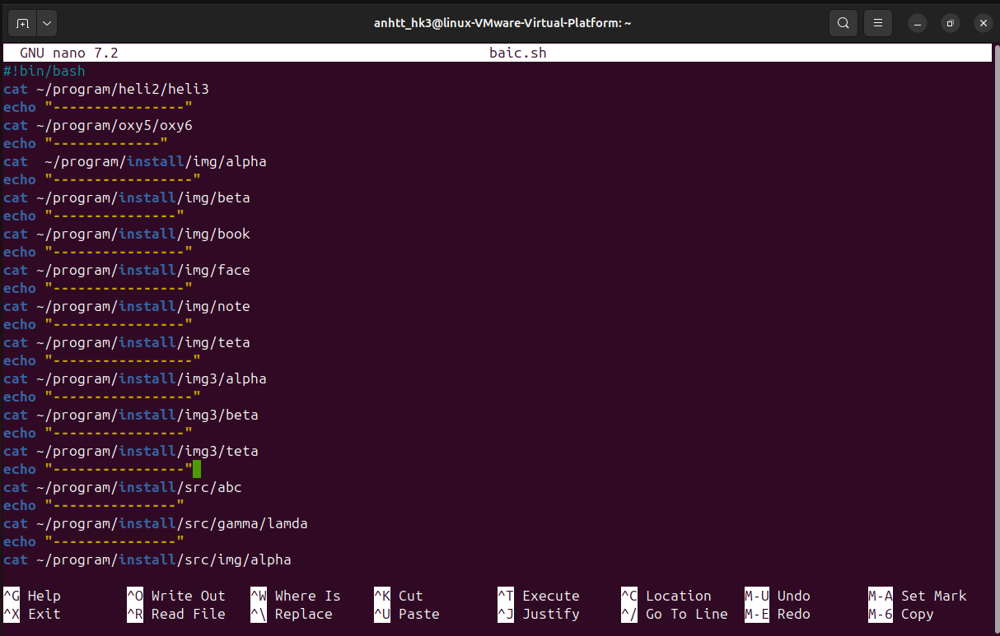 anhtt_hk3@linux-VMware-Virtual-Platform: ~
GNU nano 7.2 baic.sh
#!bin/bash
cat ~/program/heli2/heli3
echo "----------------"
cat ~/program/oxy5/oxy6
echo "-------------"
cat  ~/program/install/img/alpha
echo "-----------------"
cat ~/program/install/img/beta
echo "---------------"
cat ~/program/install/img/book
echo "----------------"
cat ~/program/install/img/face
echo "----------------"
cat ~/program/install/img/note
echo "----------------"
cat ~/program/install/img/teta
echo "-----------------"
cat ~/program/install/img3/alpha
echo "-----------------"
cat ~/program/install/img3/beta
echo "----------------"
cat ~/program/install/img3/teta
echo "----------------"
cat ~/program/install/src/abc
echo "---------------"
cat ~/program/install/src/gamma/lamda
echo "---------------"
cat ~/program/install/src/img/alpha
^G Help ^O Write Out ^W Where Is ^K Cut ^T Execute ^C Location M-U Undo M-A Set Mark
^X Exit ^R Read File ^\ Replace ^U Paste ^J Justify ^/ Go To Line M-E Redo M-6 Copy